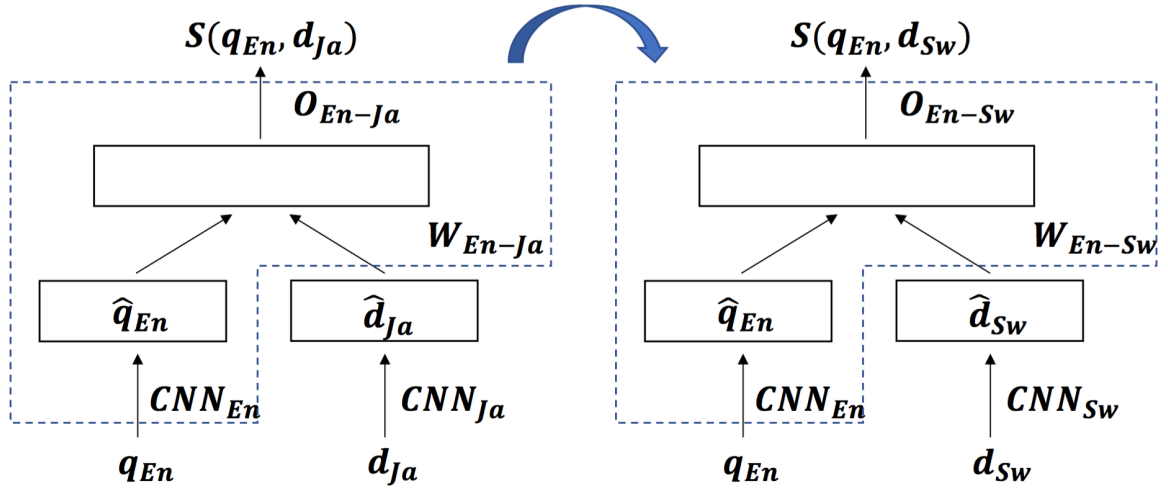 S(q_En, d_Ja)
O_En-Ja
W_En-Ja
q̂_En
d̂_Ja
CNN_En
CNN_Ja
q_En
d_Ja
S(q_En, d_Sw)
O_En-Sw
W_En-Sw
q̂_En
d̂_Sw
CNN_En
CNN_Sw
q_En
d_Sw